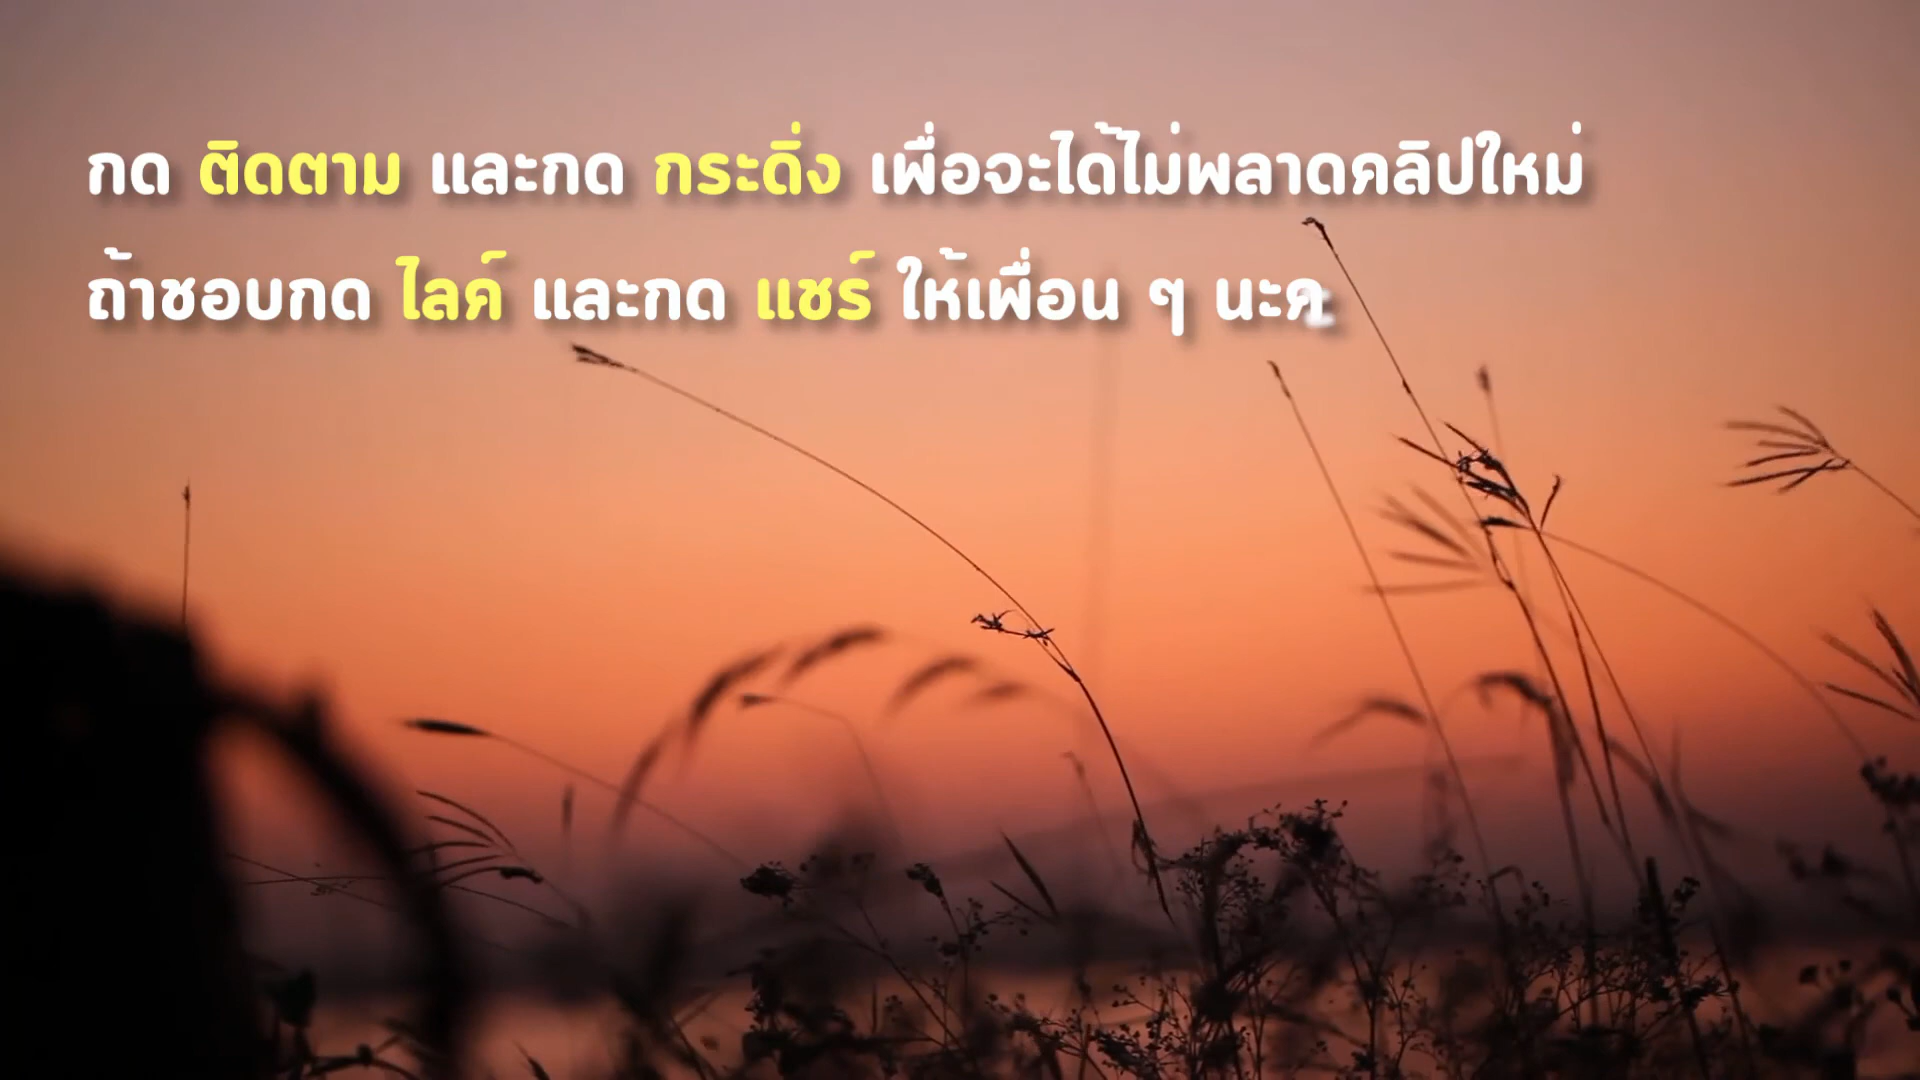 กด ติดตาม และกด กระดิ่ง เพื่อจะได้ไม่พลาดคลิปใหม่
ถ้าชอบกด ไลค์ และกด แชร์ ให้เพื่อน ๆ นะค